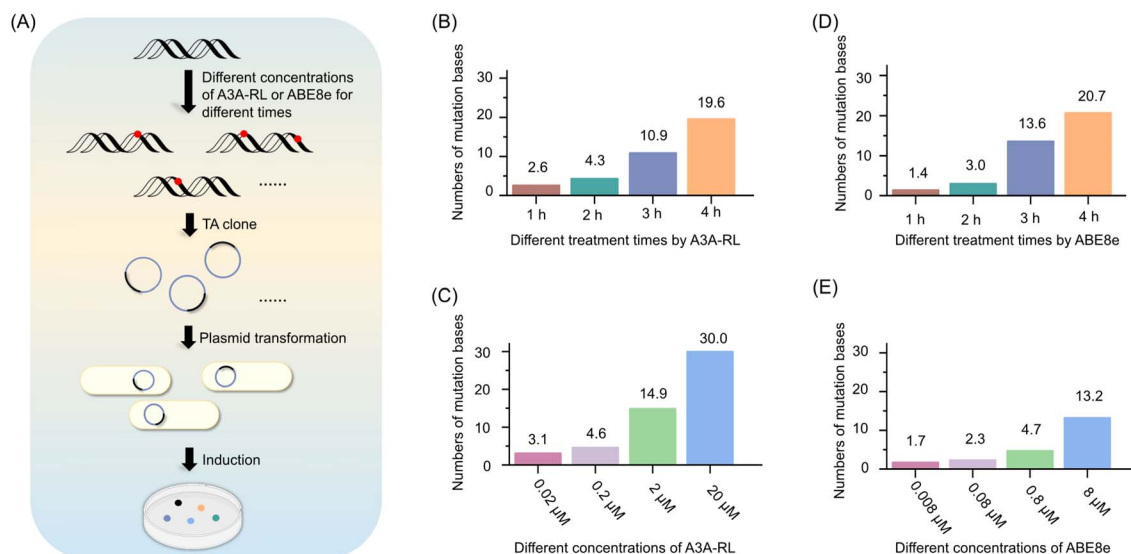 (A)
Different concentrations
of A3A-RL or ABE8e for
different times
......
TA clone
......
Plasmid transformation
Induction
(B)
Numbers of mutation bases
30
20
10
0
2.6
4.3
10.9
19.6
1 h
2 h
3 h
4 h
Different treatment times by A3A-RL
(D)
Numbers of mutation bases
30
20
10
0
1.4
3.0
13.6
20.7
1 h
2 h
3 h
4 h
Different treatment times by ABE8e
(C)
Numbers of mutation bases
30
20
10
0
3.1
4.6
14.9
30.0
0.02 μM
0.2 μM
2 μM
20 μM
Different concentrations of A3A-RL
(E)
Numbers of mutation bases
30
20
10
0
1.7
2.3
4.7
13.2
0.008 μM
0.08 μM
0.8 μM
8 μM
Different concentrations of ABE8e